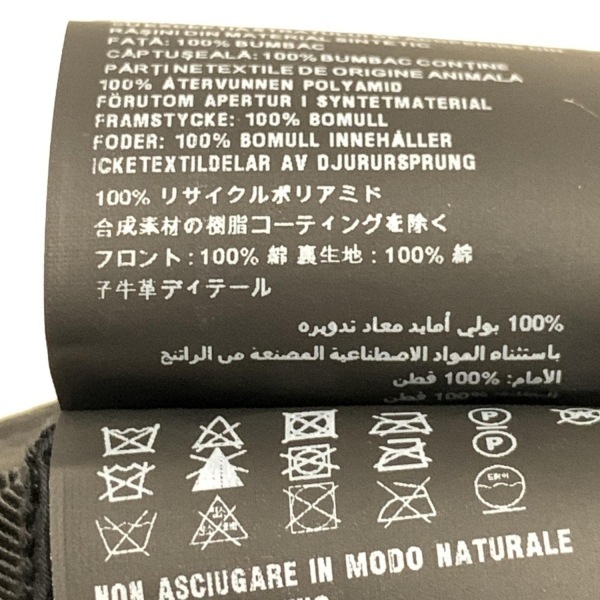 RĂȘINI DIN MATERIAL SINTETIC
FAȚĂ: 100% BUMBAC
CĂPTUȘEALĂ: 100% BUMBAC CONȚINE
PĂRȚI NETEXTILE DE ORIGINE ANIMALĂ
100% ÅTERVUNNEN POLYAMID
FÖRUTOM APERTUR I SYNTETMATERIAL
FRAMSTYCKE: 100% BOMULL
FODER: 100% BOMULL INNEHÅLLER
ICKETEXTILDELAR AV DJURURSPRUNG
100% リサイクルポリアミド
合成素材の樹脂コーティングを除く
フロント:100% 綿 裏生地:100% 綿
子牛革ディテール
100% بولي أمايد معاد تدويره
باستثناء المواد الاصطناعية المصنعة من الراتنج
الأمام: 100% قطن
P
P
NON ASCIUGARE IN MODO NATURALE